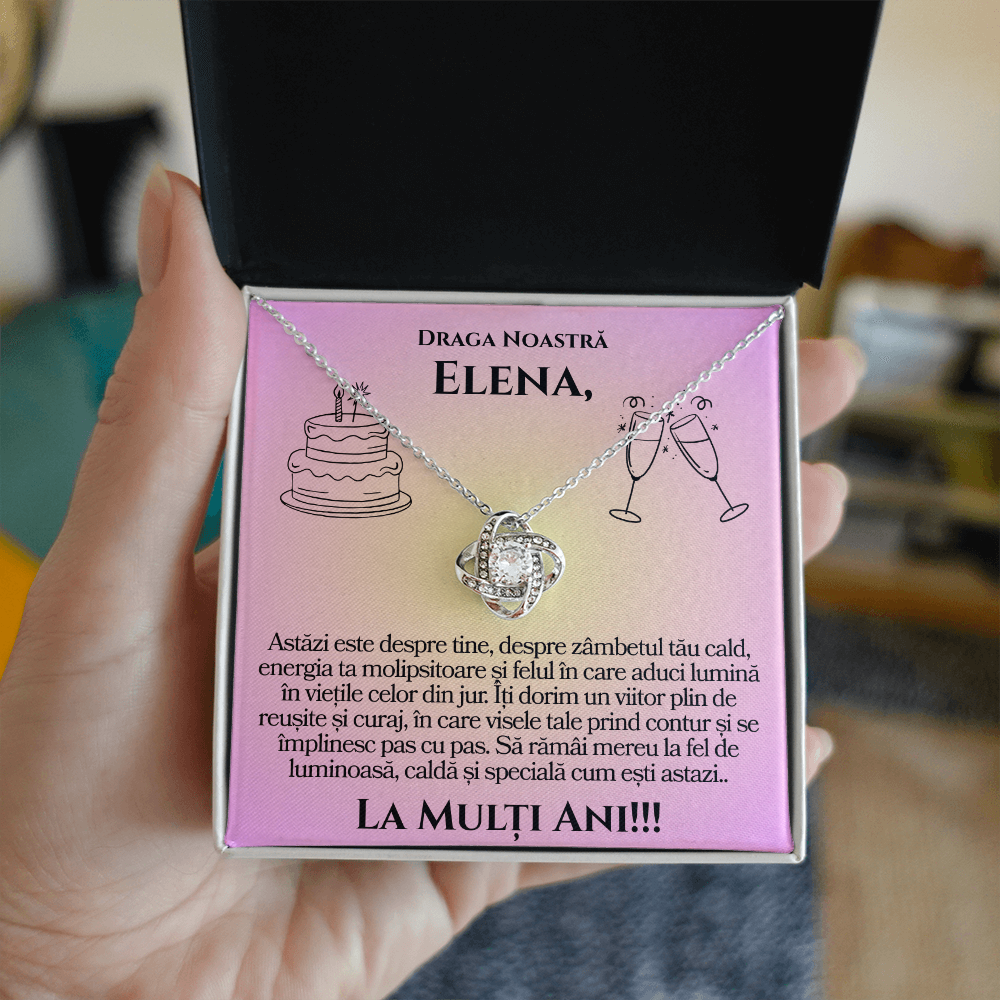 Draga Noastră
Elena,
Astăzi este despre tine, despre zâmbetul tău cald,
energia ta molipsitoare și felul în care aduci lumină
în viețile celor din jur. Îți dorim un viitor plin de
reușite și curaj, în care visele tale prind contur și se
împlinesc pas cu pas. Să rămâi mereu la fel de
luminoasă, caldă și specială cum ești astazi..
La Mulți Ani!!!